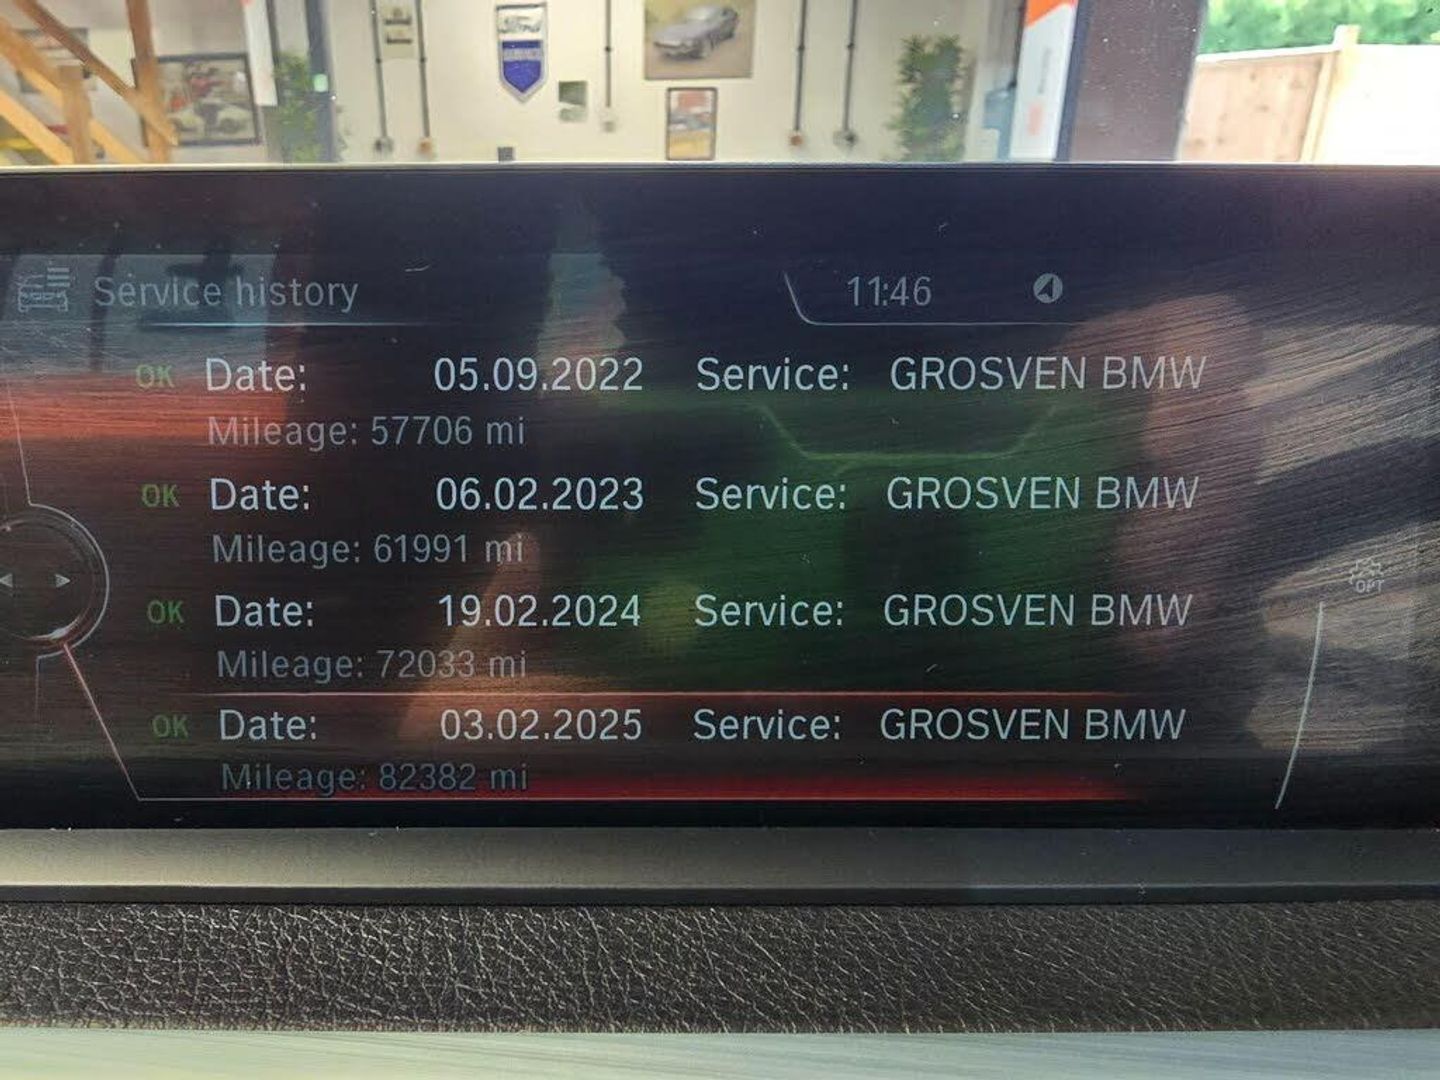 Ford
Service history 11:46
OK Date: 05.09.2022 Service: GROSVEN BMW
Mileage: 57706 mi
OK Date: 06.02.2023 Service: GROSVEN BMW
Mileage: 61991 mi
OPT
OK Date: 19.02.2024 Service: GROSVEN BMW
Mileage: 72033 mi
OK Date: 03.02.2025 Service: GROSVEN BMW
Mileage: 82382 mi